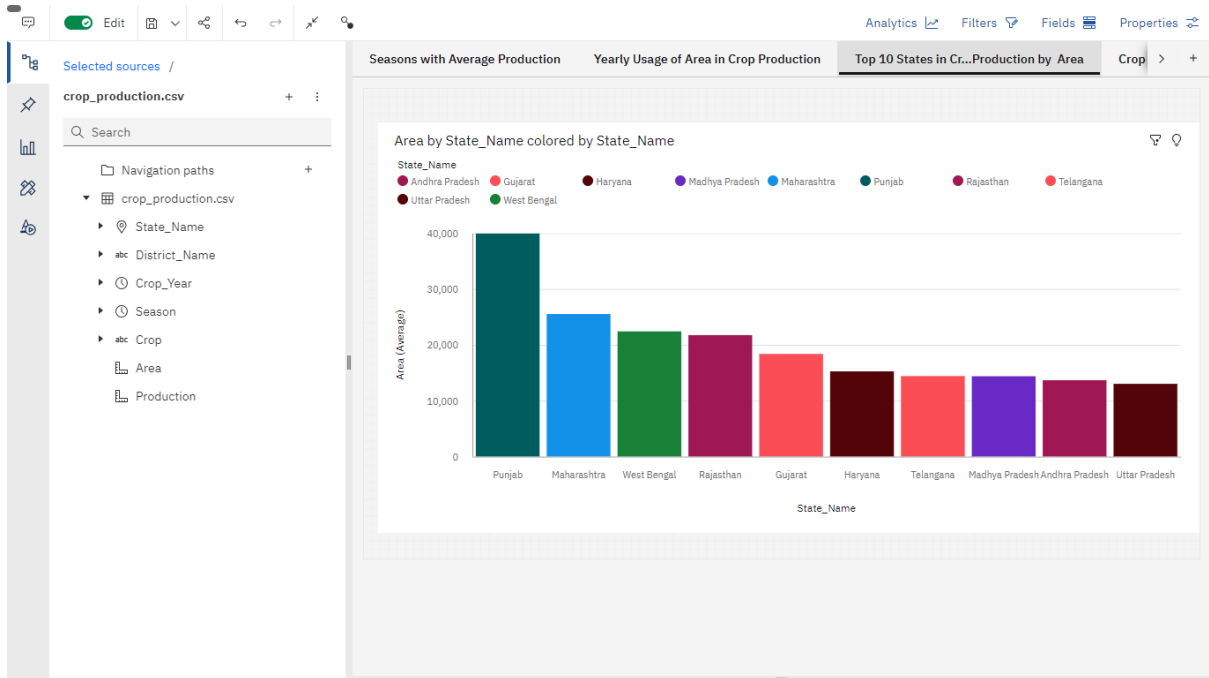 Edit
Analytics
Filters
Fields
Properties
Selected sources /
crop_production.csv
Search
Navigation paths
crop_production.csv
State_Name
abc District_Name
Crop_Year
Season
abc Crop
Area
Production
Seasons with Average Production
Yearly Usage of Area in Crop Production
Top 10 States in Cr...Production by Area
Crop
Area by State_Name colored by State_Name
State_Name
Andhra Pradesh Gujarat Haryana Madhya Pradesh Maharashtra Punjab Rajasthan Telangana
Uttar Pradesh West Bengal
40,000
30,000
20,000
10,000
0
Area (Average)
Punjab Maharashtra West Bengal Rajasthan Gujarat Haryana Telangana Madhya Pradesh Andhra Pradesh Uttar Pradesh
State_Name